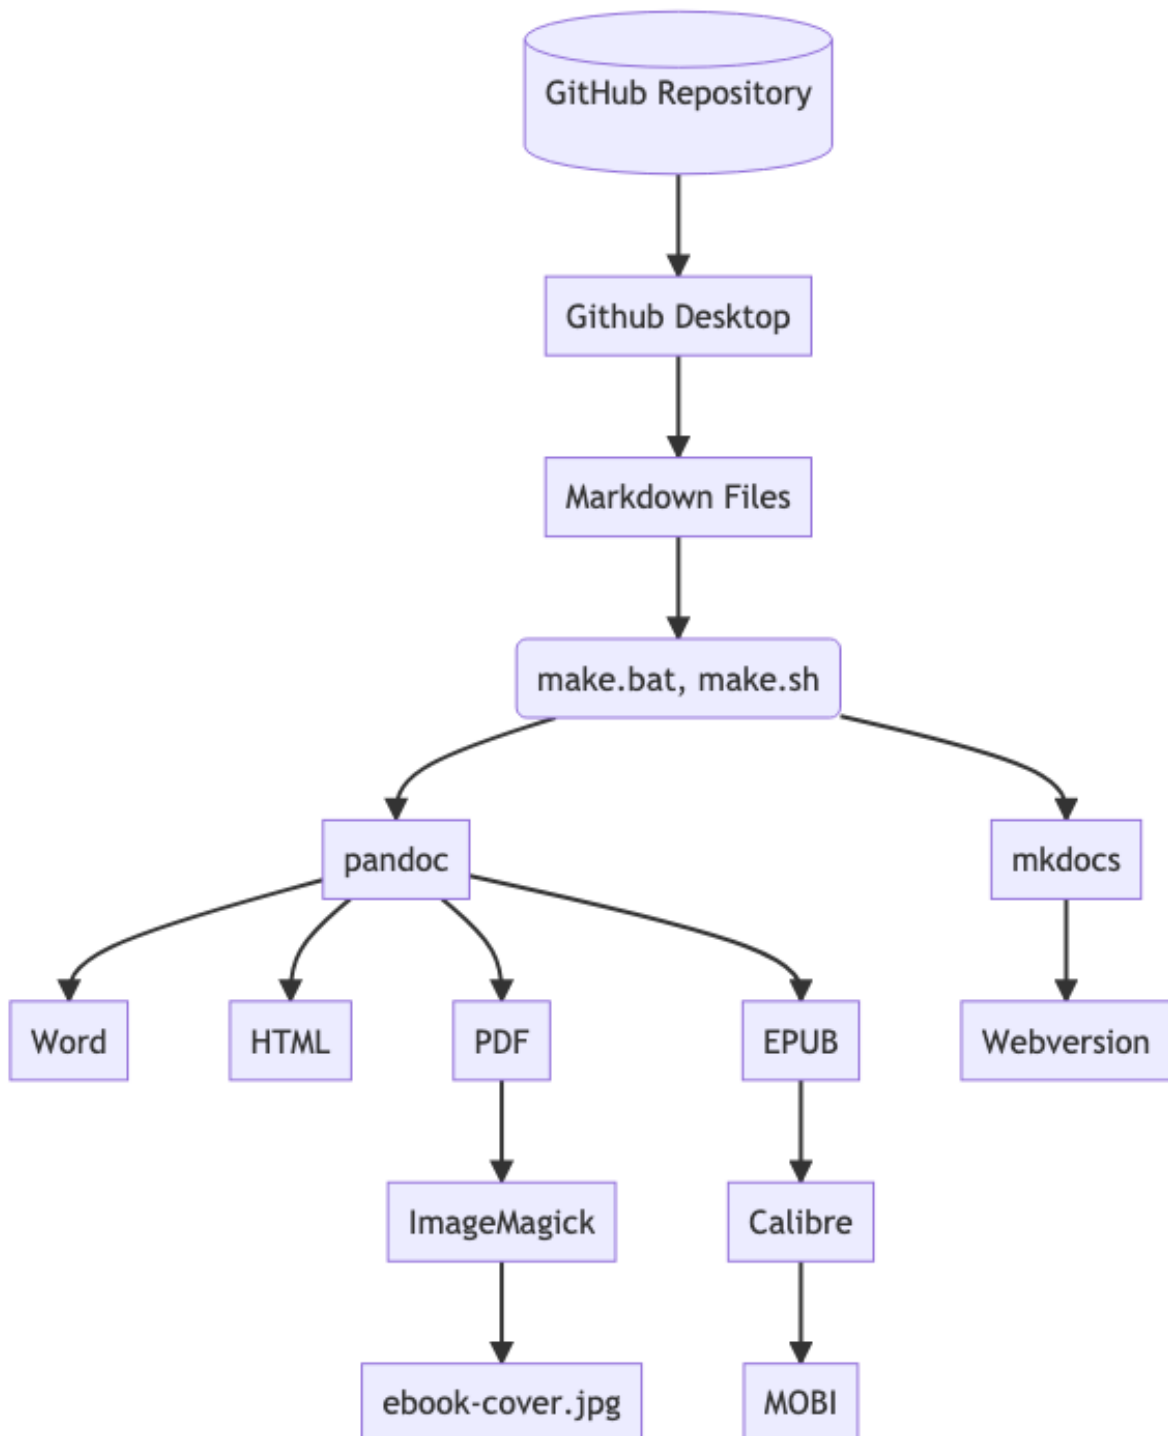 GitHub Repository
Github Desktop
Markdown Files
make.bat, make.sh
pandoc
mkdocs
Word
HTML
PDF
EPUB
Webversion
ImageMagick
Calibre
ebook-cover.jpg
MOBI